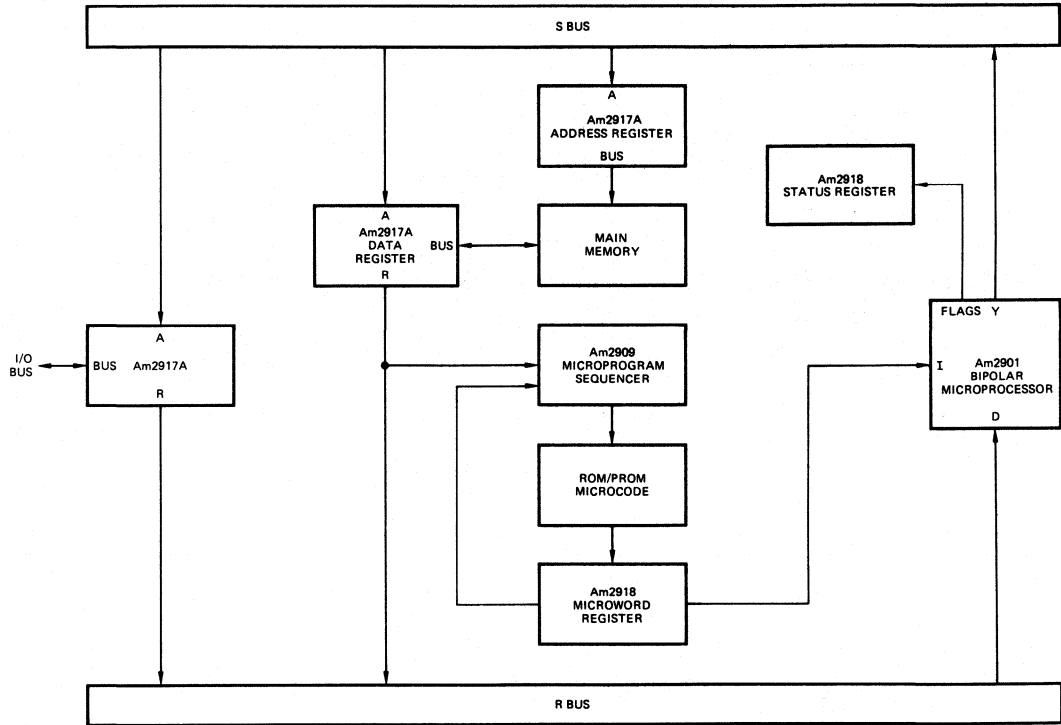 S BUS
A
Am2917A
ADDRESS REGISTER
BUS
Am2918
STATUS REGISTER
A
Am2917A
DATA
REGISTER
BUS
R
MAIN
MEMORY
I/O
BUS
A
BUS
Am2917A
R
Am2909
MICROPROGRAM
SEQUENCER
FLAGS Y
I
Am2901
BIPOLAR
MICROPROCESSOR
D
ROM/PROM
MICROCODE
Am2918
MICROWORD
REGISTER
R BUS